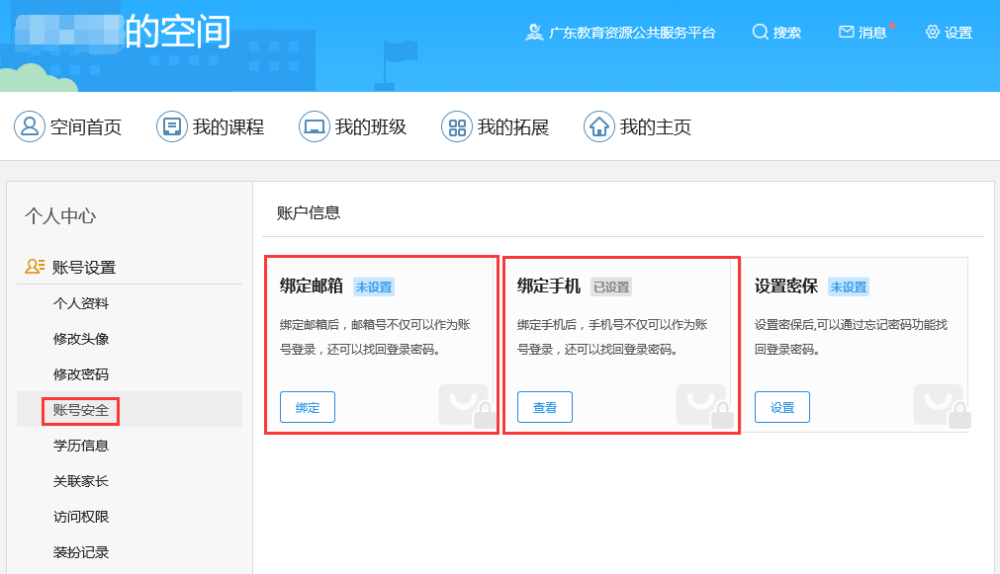 的空间
广东教育资源公共服务平台 搜索 消息 设置
空间首页 我的课程 我的班级 我的拓展 我的主页
个人中心
账号设置
个人资料
修改头像
修改密码
账号安全
学历信息
关联家长
访问权限
装扮记录
账户信息
绑定邮箱 未设置
绑定邮箱后，邮箱号不仅可以作为账
号登录，还可以找回登录密码。
绑定
绑定手机 已设置
绑定手机后，手机号不仅可以作为账
号登录，还可以找回登录密码。
查看
设置密保 未设置
设置密保后,可以通过忘记密码功能找
回登录密码。
设置